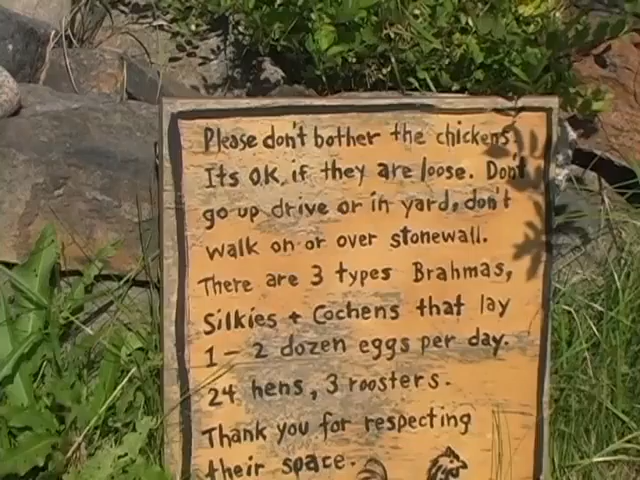 Please don't bother the chickens.
Its OK, if they are loose. Don't
go up drive or in yard, don't
walk on or over stonewall.
There are 3 types Brahmas,
Silkies + Cochens that lay
1 - 2 dozen eggs per day.
24 hens, 3 roosters.
Thank you for respecting
their space.